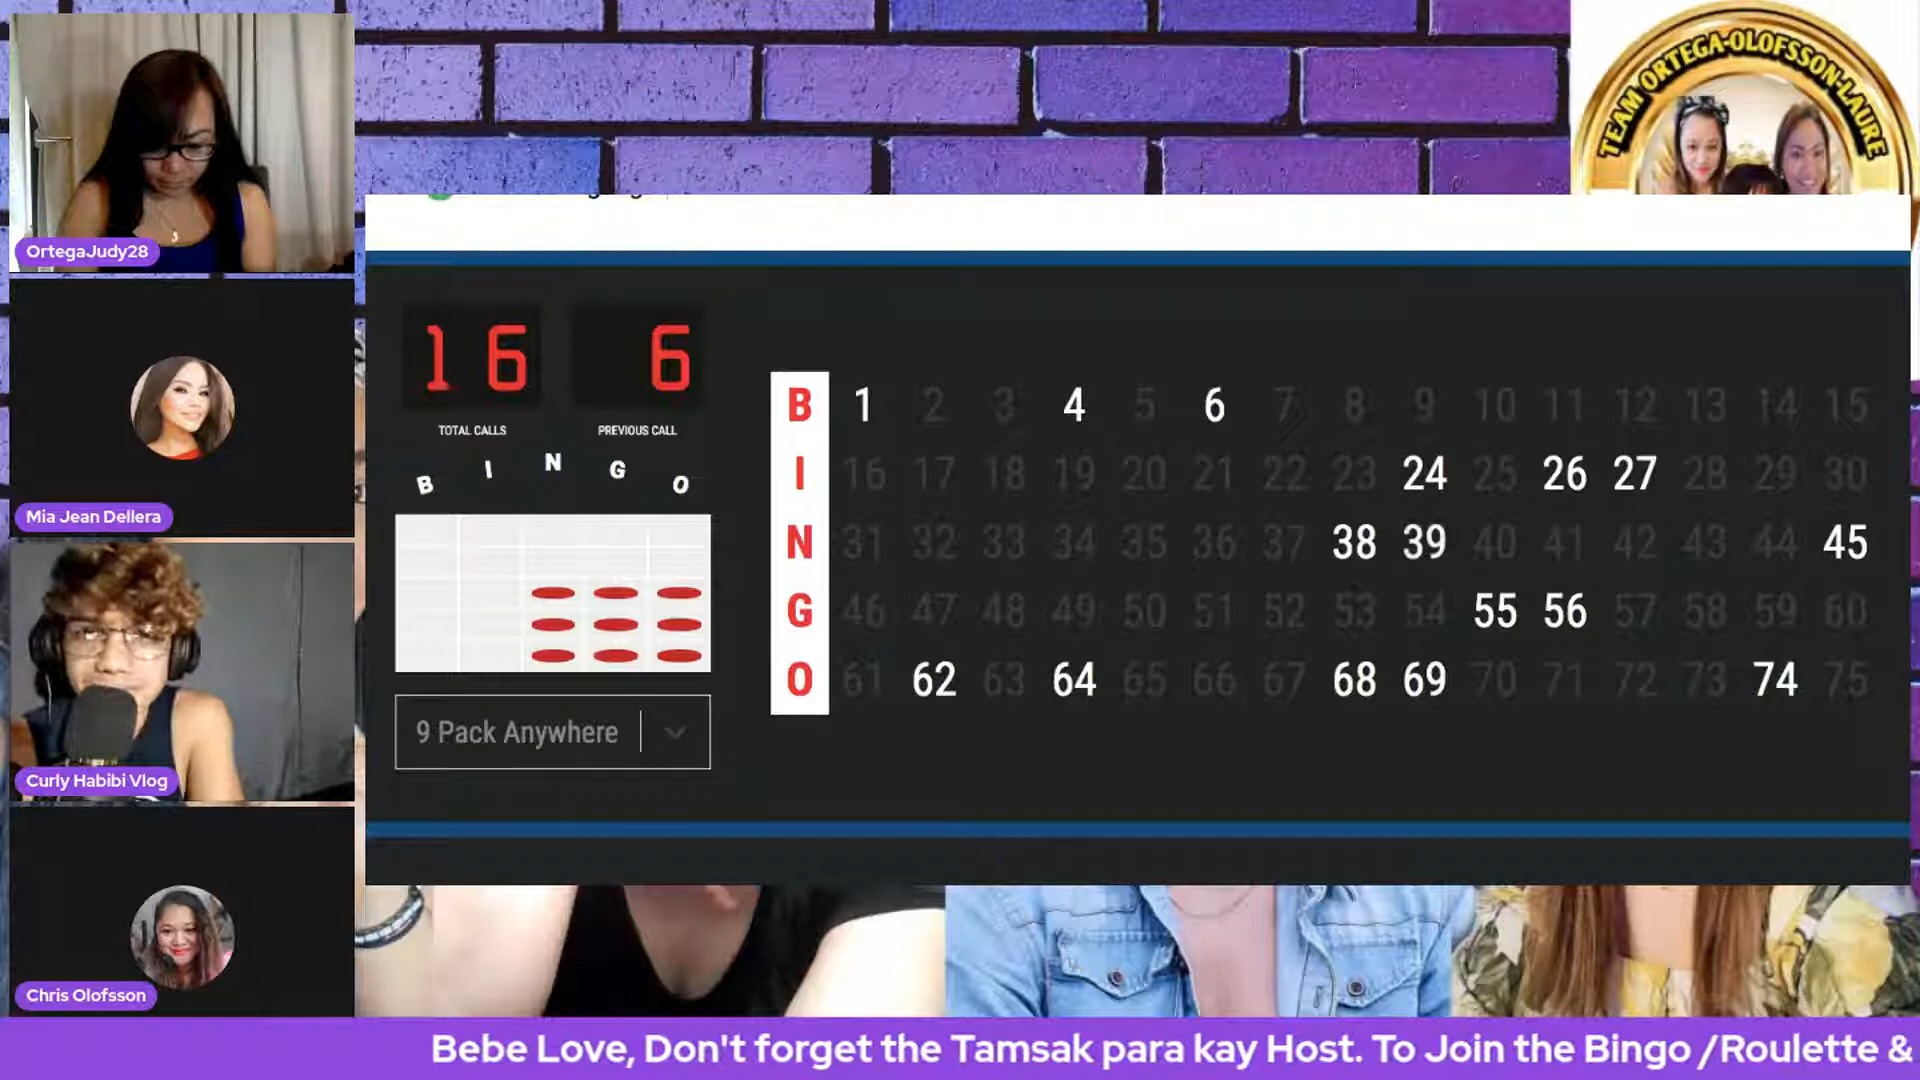 TEAM ORTEGA-OLOFSSON-LAURE
OrtegaJudy28
Mia Jean Dellera
Curly Habibi Vlog
Chris Olofsson
16 6
TOTAL CALLS PREVIOUS CALL
B I N G O
9 Pack Anywhere
B 1 2 3 4 5 6 7 8 9 10 11 12 13 14 15
I 16 17 18 19 20 21 22 23 24 25 26 27 28 29 30
N 31 32 33 34 35 36 37 38 39 40 41 42 43 44 45
G 46 47 48 49 50 51 52 53 54 55 56 57 58 59 60
O 61 62 63 64 65 66 67 68 69 70 71 72 73 74 75
Bebe Love, Don't forget the Tamsak para kay Host. To Join the Bingo /Roulette &